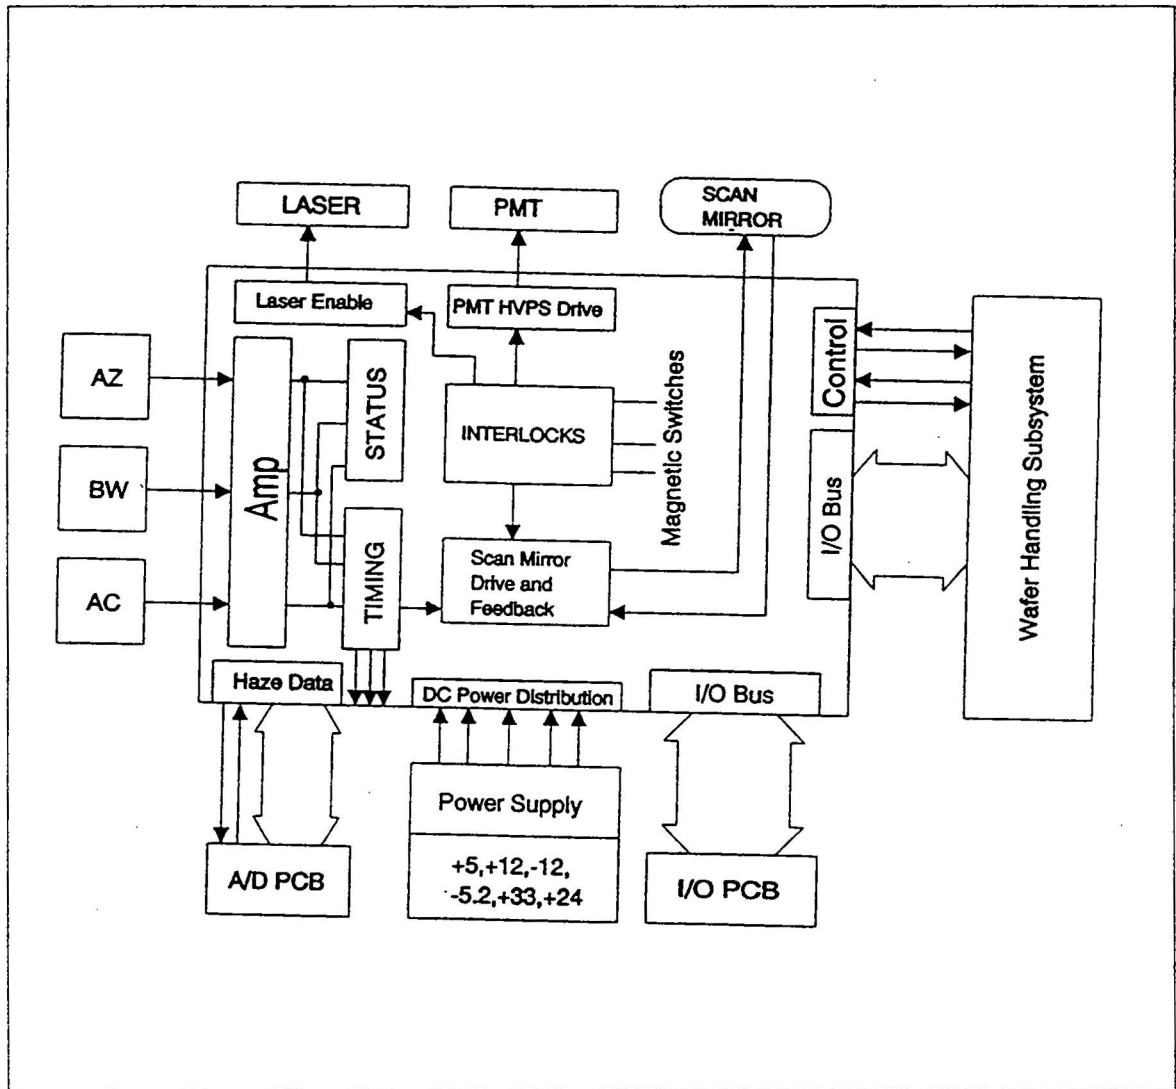 LASER
PMT
SCAN
MIRROR
Laser Enable
PMT HVPS Drive
Control
AZ
BW
AC
Amp
STATUS
TIMING
INTERLOCKS
Magnetic Switches
Scan Mirror
Drive and
Feedback
I/O Bus
Wafer Handling Subsystem
Haze Data
DC Power Distribution
I/O Bus
Power Supply
+5,+12,-12,
-5.2,+33,+24
A/D PCB
I/O PCB